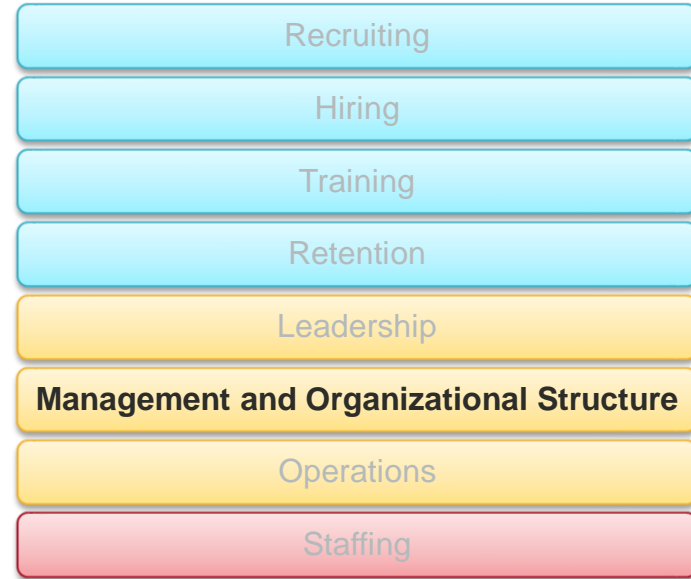 Recruiting
Hiring
Training
Retention
Leadership
Management and Organizational Structure
Operations
Staffing